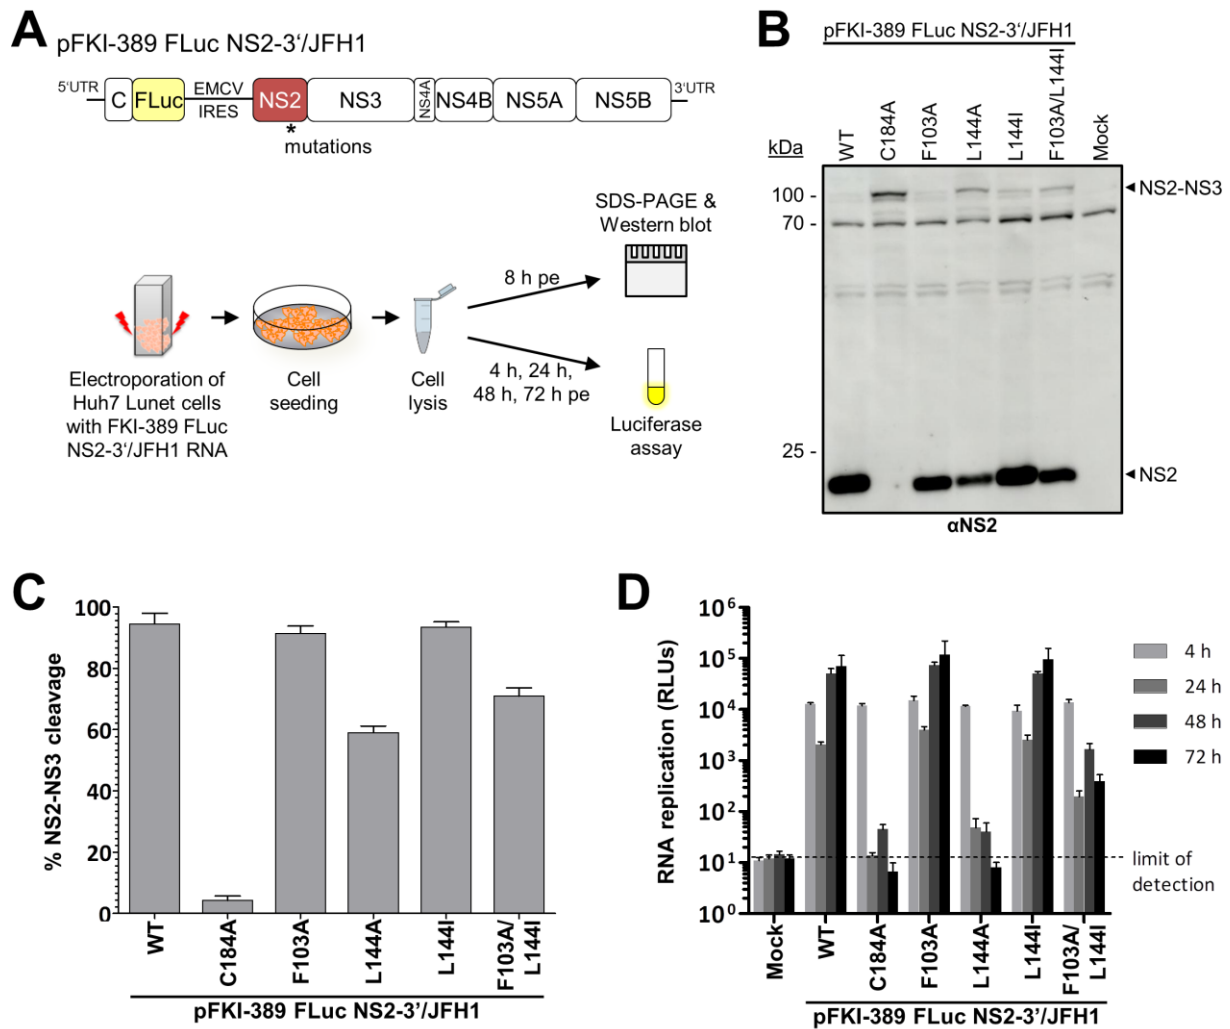 A
pFKI-389 FLuc NS2-3‘/JFH1
5‘UTR
C
FLuc
EMCV
IRES
NS2
NS3
NS4A
NS4B
NS5A
NS5B
3‘UTR
*
mutations
Electroporation of
Huh7 Lunet cells
with FKI-389 FLuc
NS2-3‘/JFH1 RNA
Cell
seeding
Cell
lysis
8 h pe
4 h, 24 h,
48 h, 72 h pe
SDS-PAGE &
Western blot
Luciferase
assay
B
pFKI-389 FLuc NS2-3‘/JFH1
kDa
WT
C184A
F103A
L144A
L144I
F103A/L144I
Mock
100 -
70 -
25 -
NS2-NS3
NS2
αNS2
C
% NS2-NS3 cleavage
100
80
60
40
20
0
WT
C184A
F103A
L144A
L144I
F103A/
L144I
pFKI-389 FLuc NS2-3’/JFH1
D
RNA replication (RLUs)
10⁶
10⁵
10⁴
10³
10²
10¹
10⁰
4 h
24 h
48 h
72 h
limit of
detection
Mock
WT
C184A
F103A
L144A
L144I
F103A/
L144I
pFKI-389 FLuc NS2-3’/JFH1